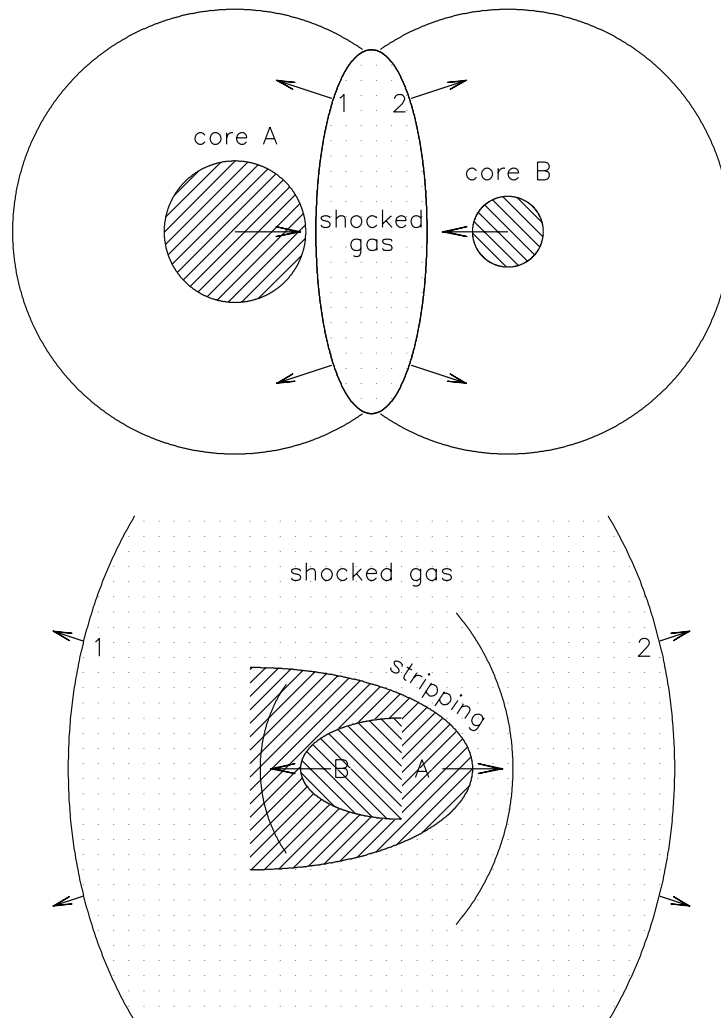 1 2
core A
core B
shocked
gas
shocked gas
1
2
stripping
B
A